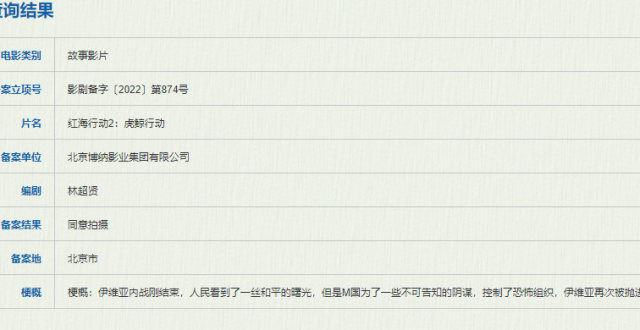 查询结果
电影类别 故事影片
案立项号 影剧备字〔2022〕第874号
片名 红海行动2：虎鲸行动
备案单位 北京博纳影业集团有限公司
编剧 林超贤
备案结果 同意拍摄
备案地 北京市
梗概 梗概：伊维亚内战刚结束，人民看到了一丝和平的曙光，但是M国为了一些不可告知的阴谋，控制了恐怖组织，伊维亚再次被抛进